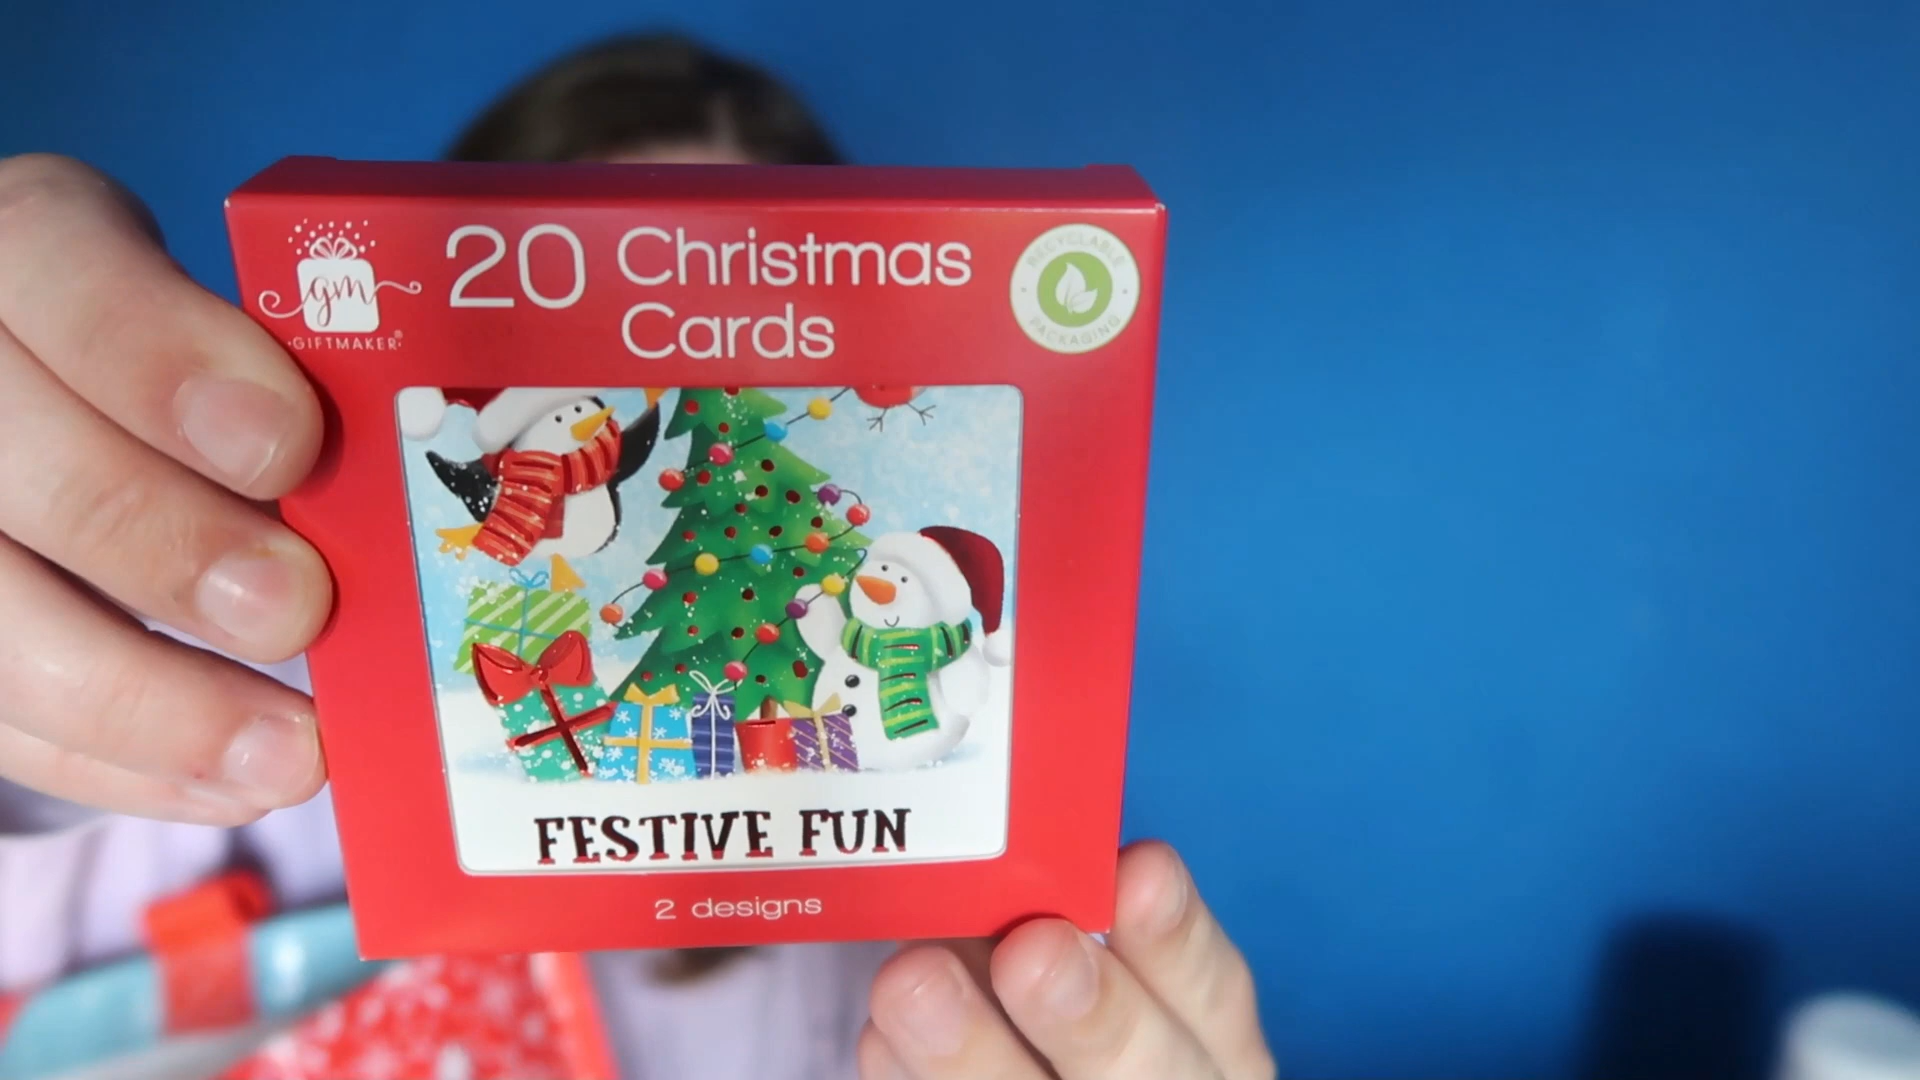 gm
GIFTMAKER®
20 Christmas
Cards
RECYCLABLE
PACKAGING
FESTIVE FUN
2 designs